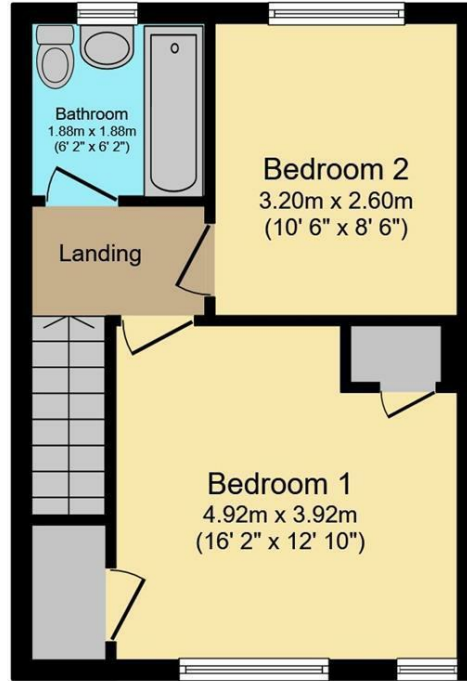 Bathroom
1.88m x 1.88m
(6' 2" x 6' 2")
Bedroom 2
3.20m x 2.60m
(10' 6" x 8' 6")
Landing
Bedroom 1
4.92m x 3.92m
(16' 2" x 12' 10")